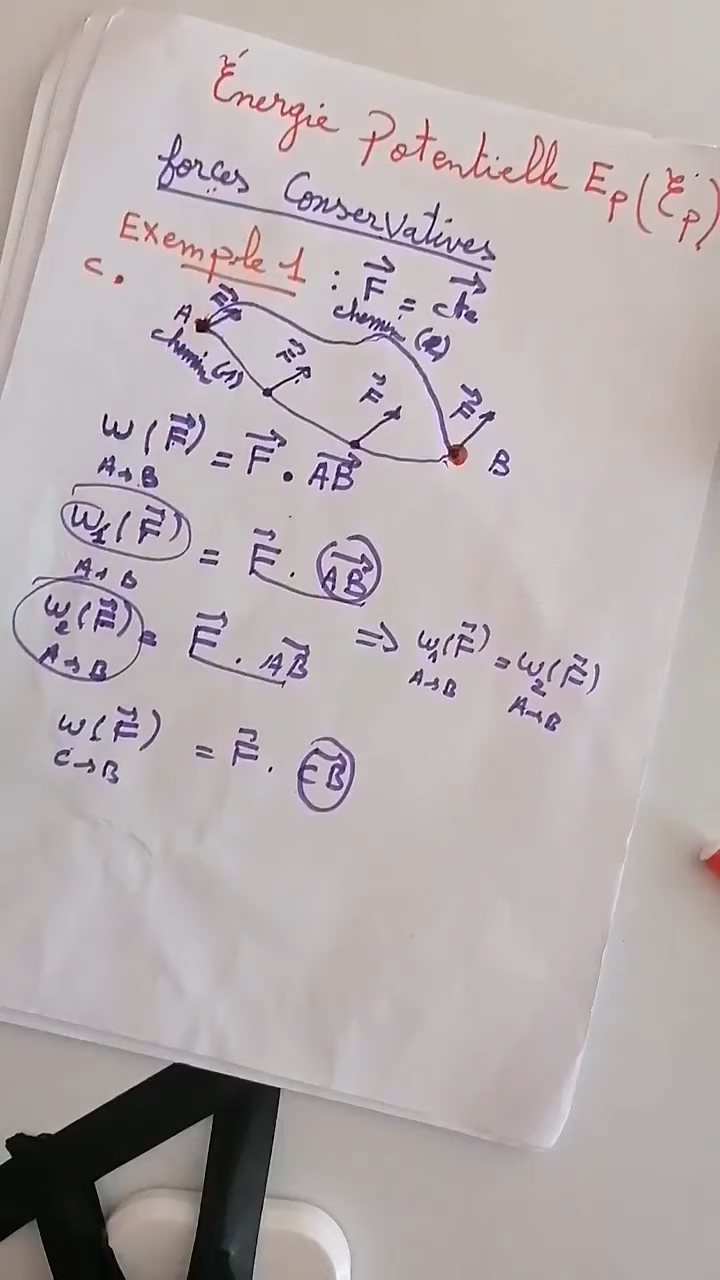 Énergie Potentielle Ep (Ɛp)
forces Conservatives
Exemple 1 : F⃗ = cte⃗
C.
chemin (2)
A F⃗
chemin (1) F⃗
F⃗ F⃗
B
W(F⃗) = F⃗ . AB⃗
A→B
W₁(F⃗) = F⃗ . AB⃗
A→B
W₂(F⃗) = F⃗ . AB⃗ ⇒ W₁(F⃗) = W₂(F⃗)
A→B A→B A→B
W(F⃗) = F⃗ . CB⃗
C→B